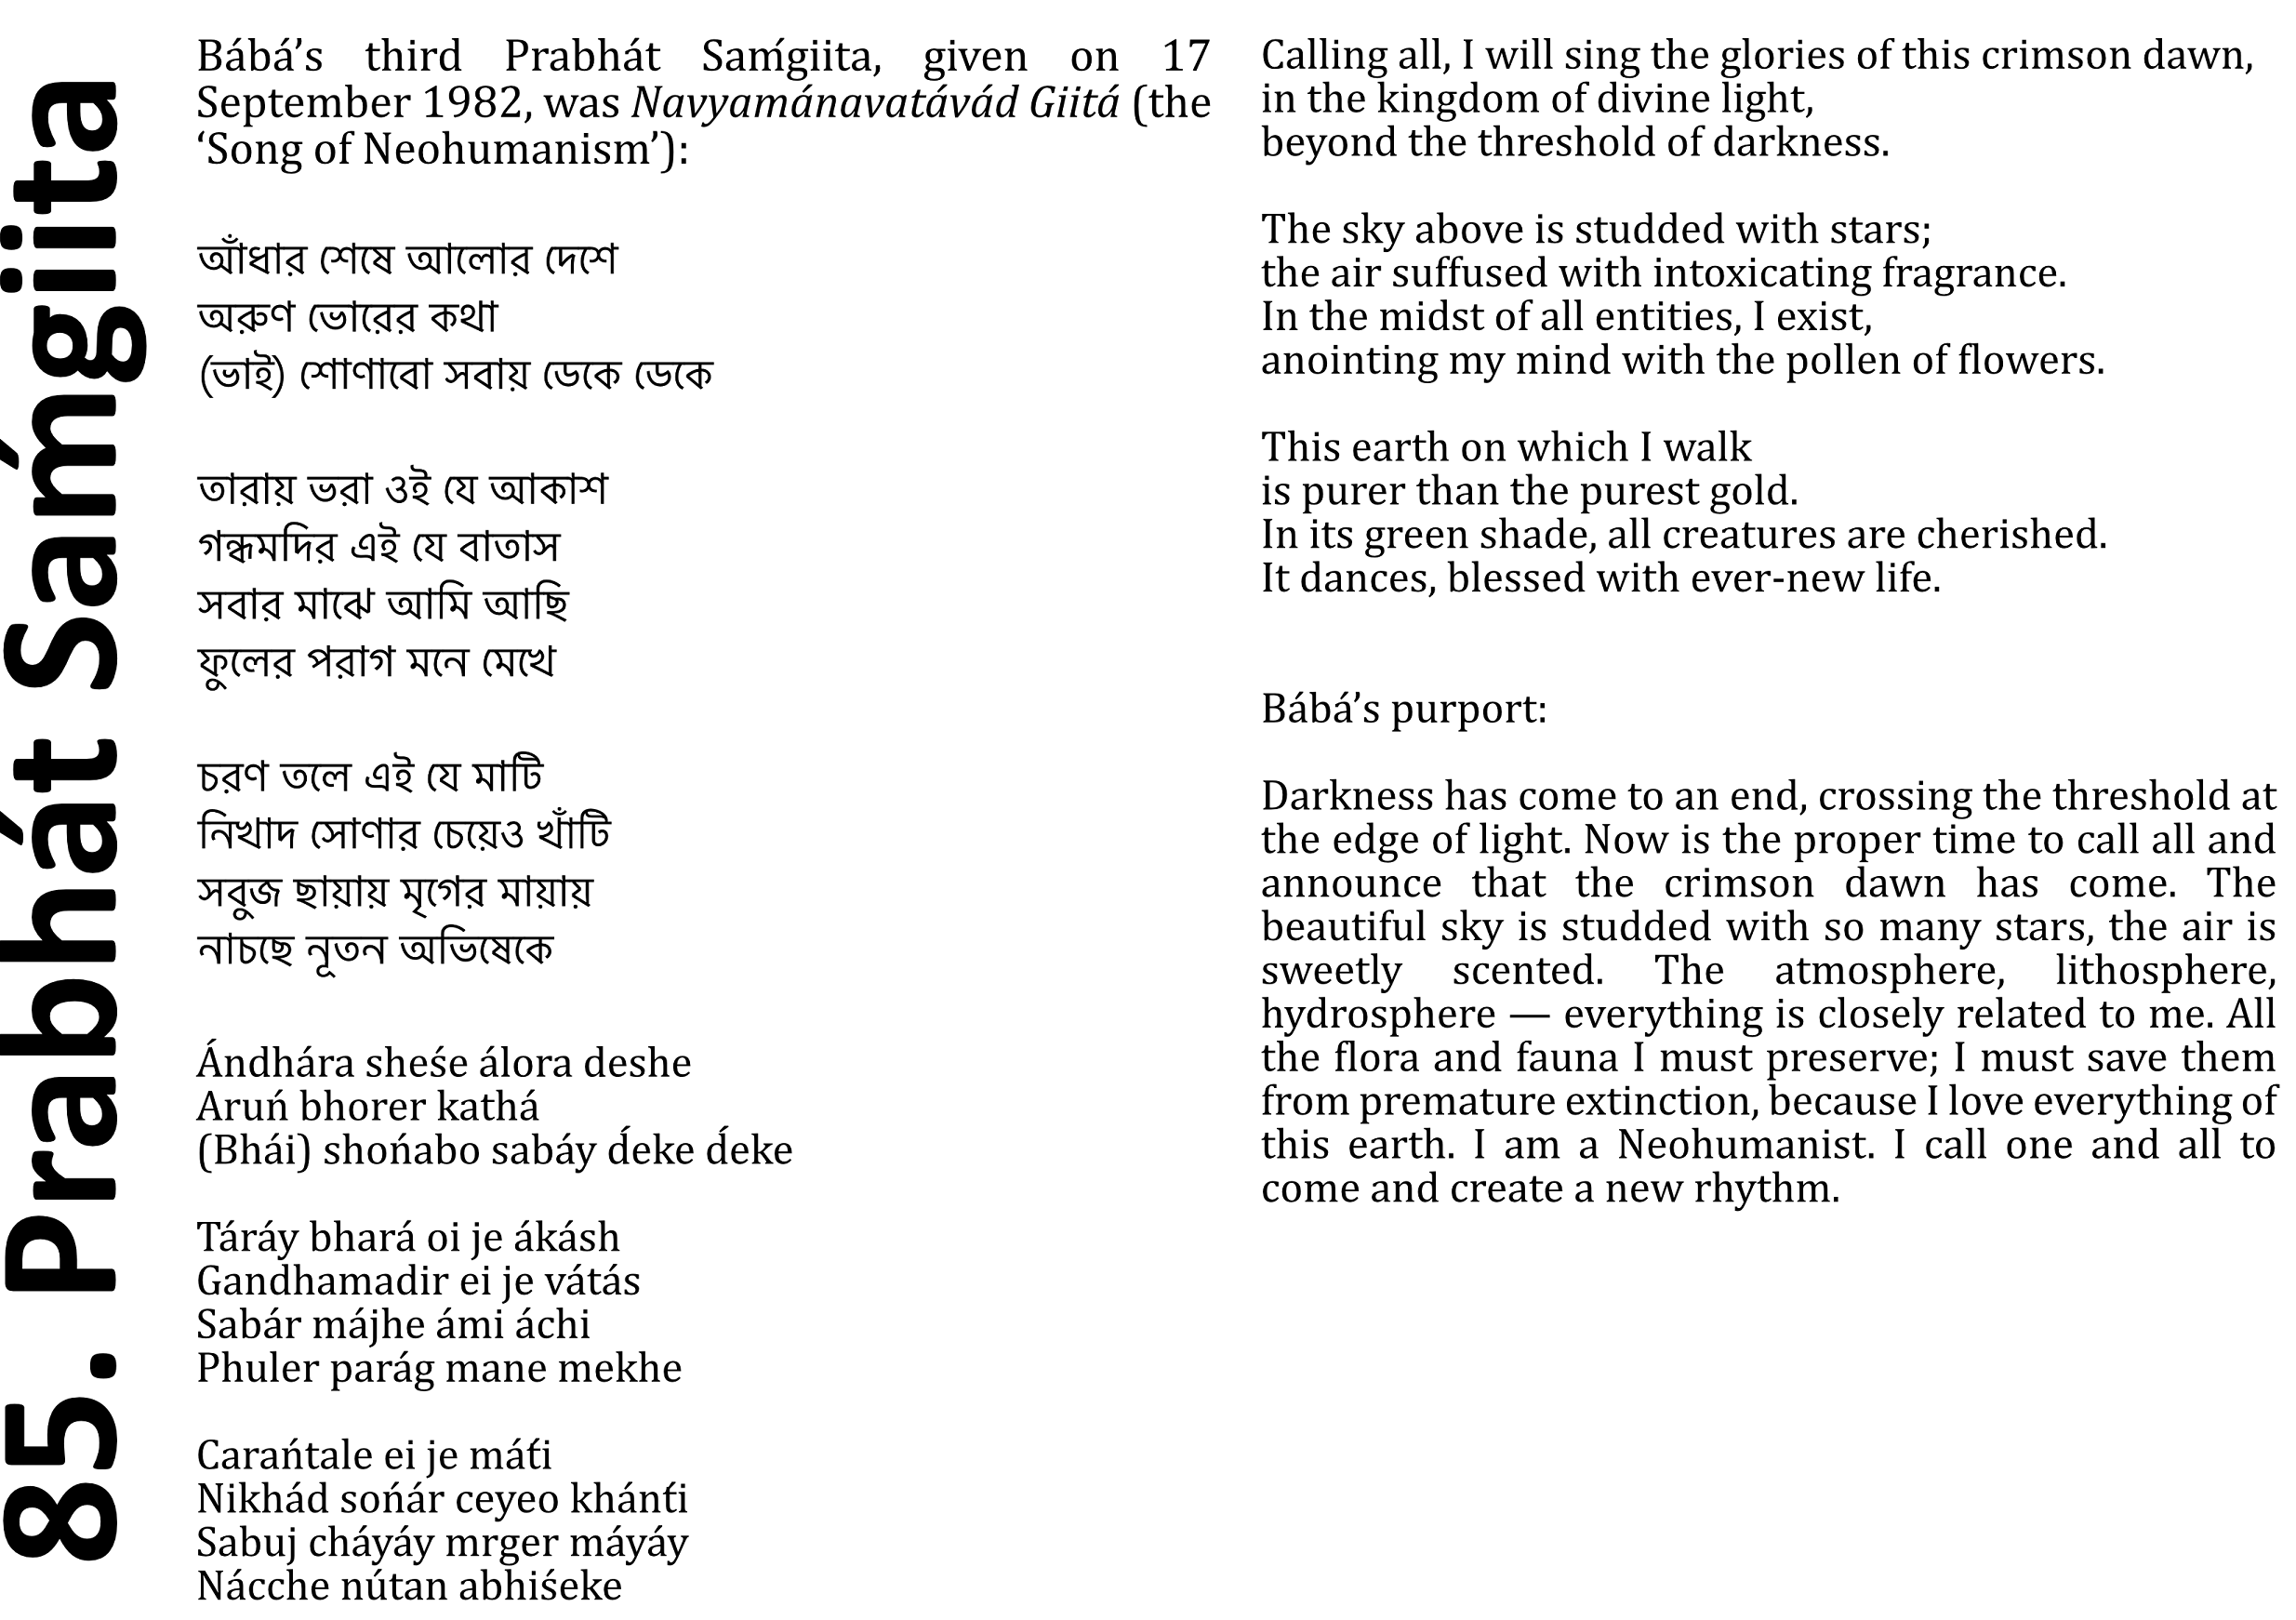 85. Prabhát Saḿgiita
Bábá’s third Prabhát Saḿgiita, given on 17
September 1982, was Navyamánavatávád Giitá (the
‘Song of Neohumanism’):
আঁধার শেষে আলোর দেশে
অরুণ ভোরের কথা
(ভাই) শোণাবো সবায় ডেকে ডেকে
তারায় ভরা ওই যে আকাশ
গন্ধমদির এই যে বাতাস
সবার মাঝে আমি আছি
ফুলের পরাগ মনে মেখে
চরণ তলে এই যে মাটি
নিখাদ সোণার চেয়েও খাঁটি
সবুজ ছায়ায় মৃগের মায়ায়
নাচছে নূতন অভিষেকে
Ándhára sheśe álora deshe
Aruń bhorer kathá
(Bhái) shońabo sabáy d́eke d́eke
Táráy bhará oi je ákásh
Gandhamadir ei je vátás
Sabár májhe ámi áchi
Phuler parág mane mekhe
Carańtale ei je mát́i
Nikhád sońár ceyeo khánt́i
Sabuj cháyáy mrger máyáy
Nácche nútan abhiśeke
Calling all, I will sing the glories of this crimson dawn,
in the kingdom of divine light,
beyond the threshold of darkness.
The sky above is studded with stars;
the air suffused with intoxicating fragrance.
In the midst of all entities, I exist,
anointing my mind with the pollen of flowers.
This earth on which I walk
is purer than the purest gold.
In its green shade, all creatures are cherished.
It dances, blessed with ever-new life.
Bábá’s purport:
Darkness has come to an end, crossing the threshold at
the edge of light. Now is the proper time to call all and
announce that the crimson dawn has come. The
beautiful sky is studded with so many stars, the air is
sweetly scented. The atmosphere, lithosphere,
hydrosphere — everything is closely related to me. All
the flora and fauna I must preserve; I must save them
from premature extinction, because I love everything of
this earth. I am a Neohumanist. I call one and all to
come and create a new rhythm.